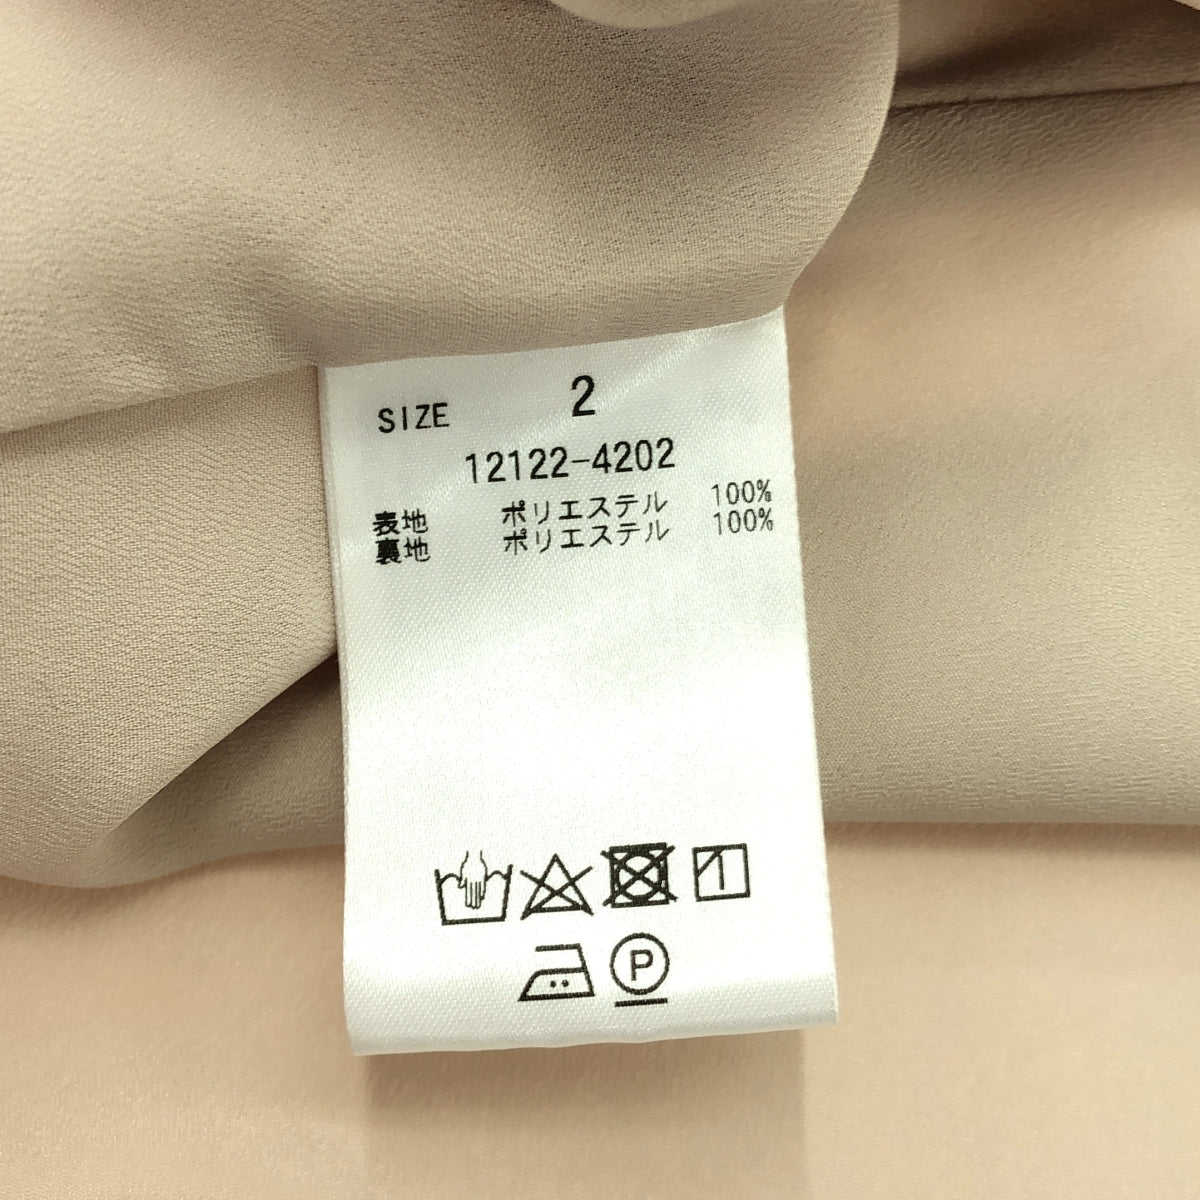 SIZE 2
12122-4202
表地 ポリエステル 100%
裏地 ポリエステル 100%
P